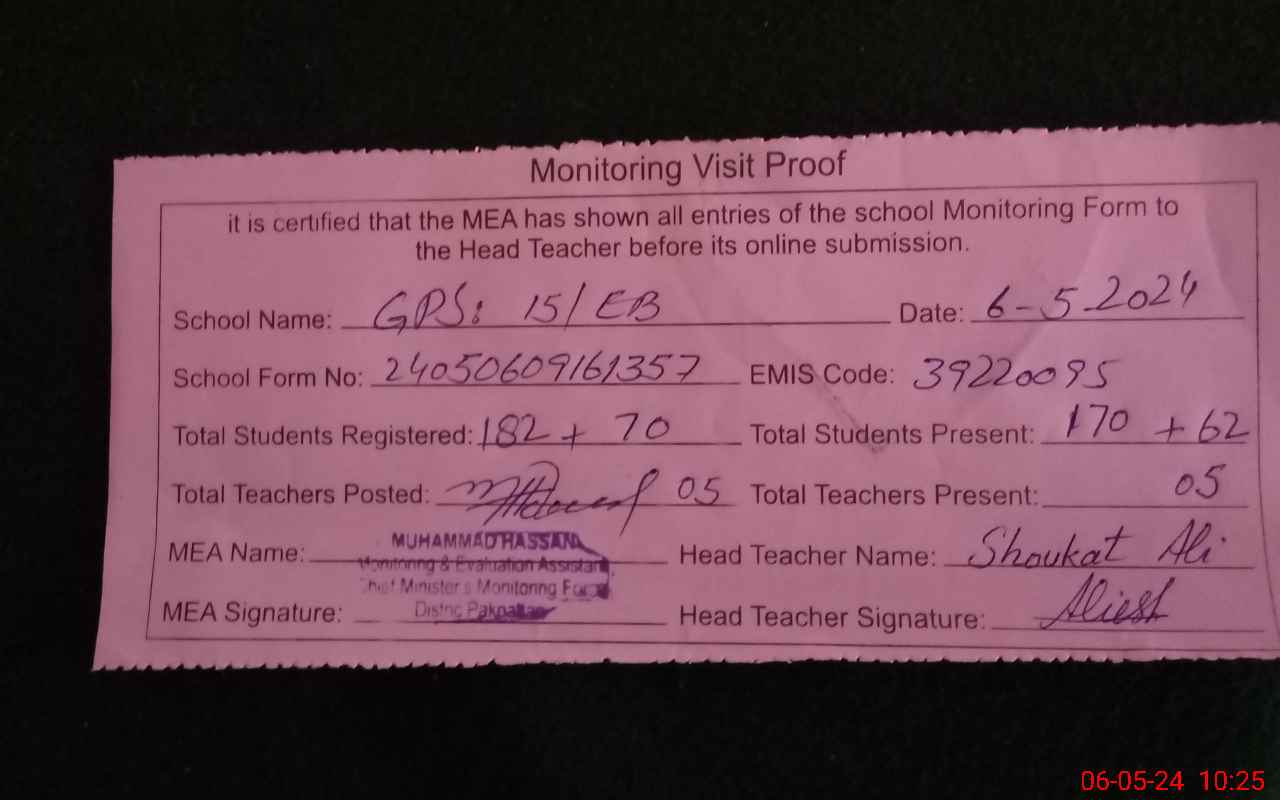 Monitoring Visit Proof
it is certified that the MEA has shown all entries of the school Monitoring Form to
the Head Teacher before its online submission.
School Name: GPS: 15/EB Date: 6-5-2024
School Form No: 24050609161357 EMIS Code: 39220095
Total Students Registered: 182 + 70 Total Students Present: 170 + 62
Total Teachers Posted: 05 Total Teachers Present: 05
MEA Name: MUHAMMAD HASSAN Head Teacher Name: Shoukat Ali
Monitoring & Evaluation Assistant
Chief Minister's Monitoring Force
MEA Signature: Distric Pakpattan Head Teacher Signature:
06-05-24 10:25